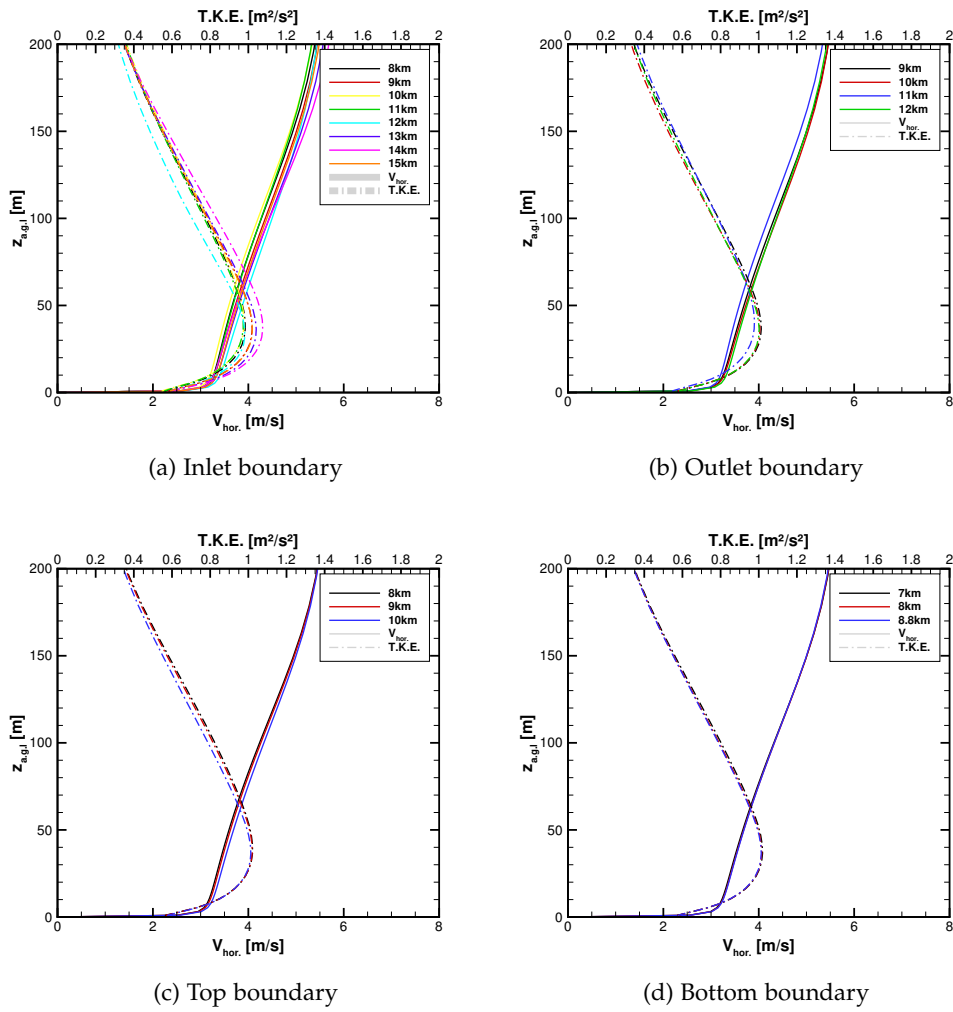 T.K.E. [m²/s²]
0 0.2 0.4 0.6 0.8 1 1.2 1.4 1.6 1.8 2
200
150
100
50
0
z a.g.l [m]
8km
9km
10km
11km
12km
13km
14km
15km
V hor.
T.K.E.
0 2 4 6 8
V hor. [m/s]
(a) Inlet boundary
T.K.E. [m²/s²]
0 0.2 0.4 0.6 0.8 1 1.2 1.4 1.6 1.8 2
200
150
100
50
0
z a.g.l [m]
9km
10km
11km
12km
V hor.
T.K.E.
0 2 4 6 8
V hor. [m/s]
(b) Outlet boundary
T.K.E. [m²/s²]
0 0.2 0.4 0.6 0.8 1 1.2 1.4 1.6 1.8 2
200
150
100
50
0
z a.g.l [m]
8km
9km
10km
V hor.
T.K.E.
0 2 4 6 8
V hor. [m/s]
(c) Top boundary
T.K.E. [m²/s²]
0 0.2 0.4 0.6 0.8 1 1.2 1.4 1.6 1.8 2
200
150
100
50
0
z a.g.l [m]
7km
8km
8.8km
V hor.
T.K.E.
0 2 4 6 8
V hor. [m/s]
(d) Bottom boundary